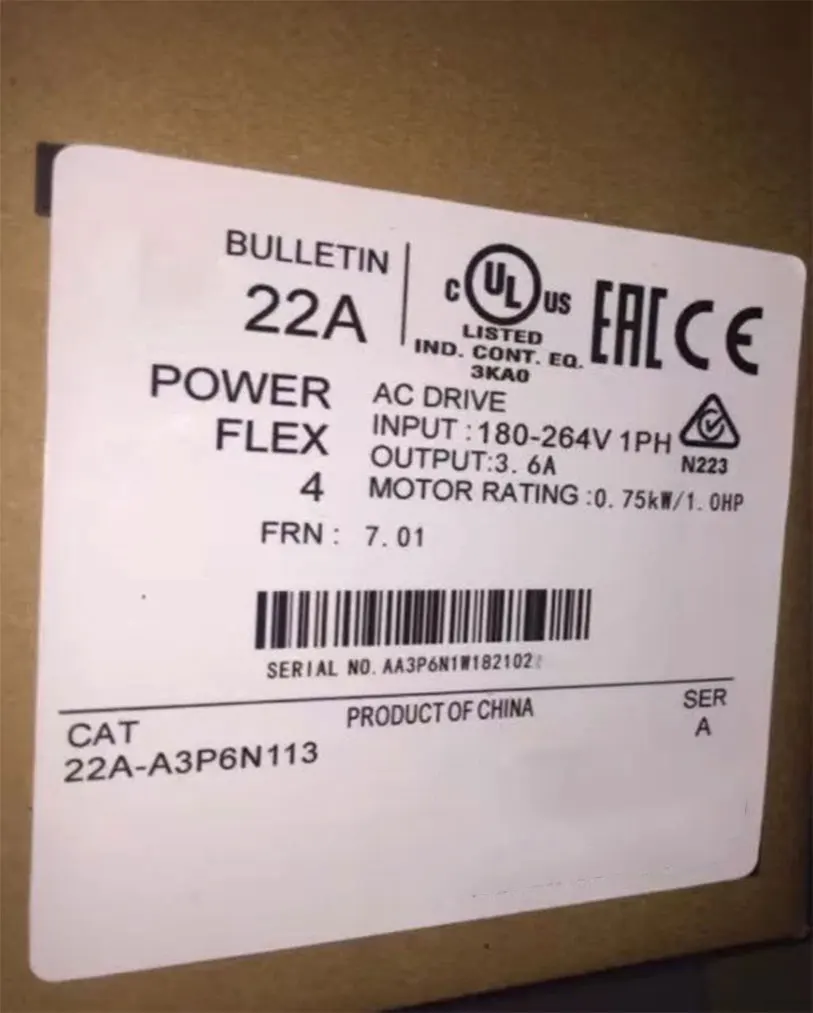 BULLETIN
22A
C UL US
LISTED
IND. CONT. EQ.
3KA0
EAC CE
POWER
FLEX
4
AC DRIVE
INPUT :180-264V 1PH
OUTPUT:3. 6A
MOTOR RATING :0. 75kW/1. 0HP
N223
FRN : 7. 01
SERIAL NO. AA3P6N1W182102
CAT
22A-A3P6N113
PRODUCT OF CHINA
SER
A